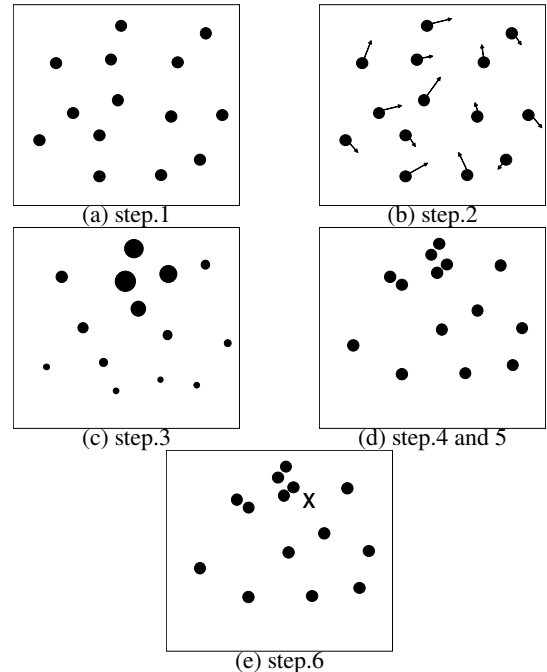 (a) step.1
(b) step.2
(c) step.3
(d) step.4 and 5
X
(e) step.6